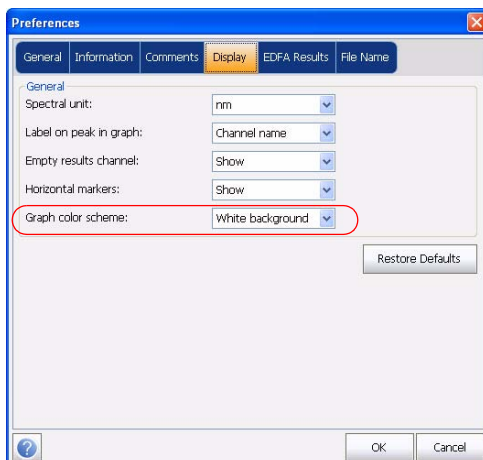 Preferences
General Information Comments Display EDFA Results File Name
General
Spectral unit: nm
Label on peak in graph: Channel name
Empty results channel: Show
Horizontal markers: Show
Graph color scheme: White background
Restore Defaults
? OK Cancel